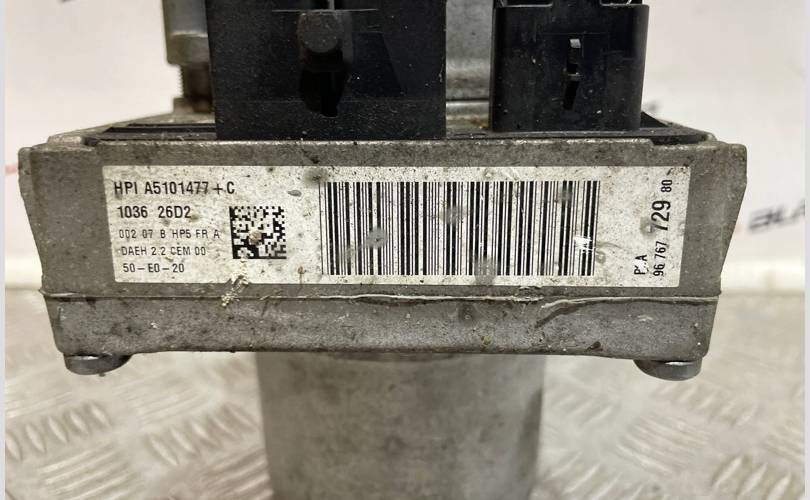 HPI A5101477+C
1036 26D2
002 07 B HP5 FR A
DAEH 2.2 CEM 00
50-E0-20
96 767 729 80